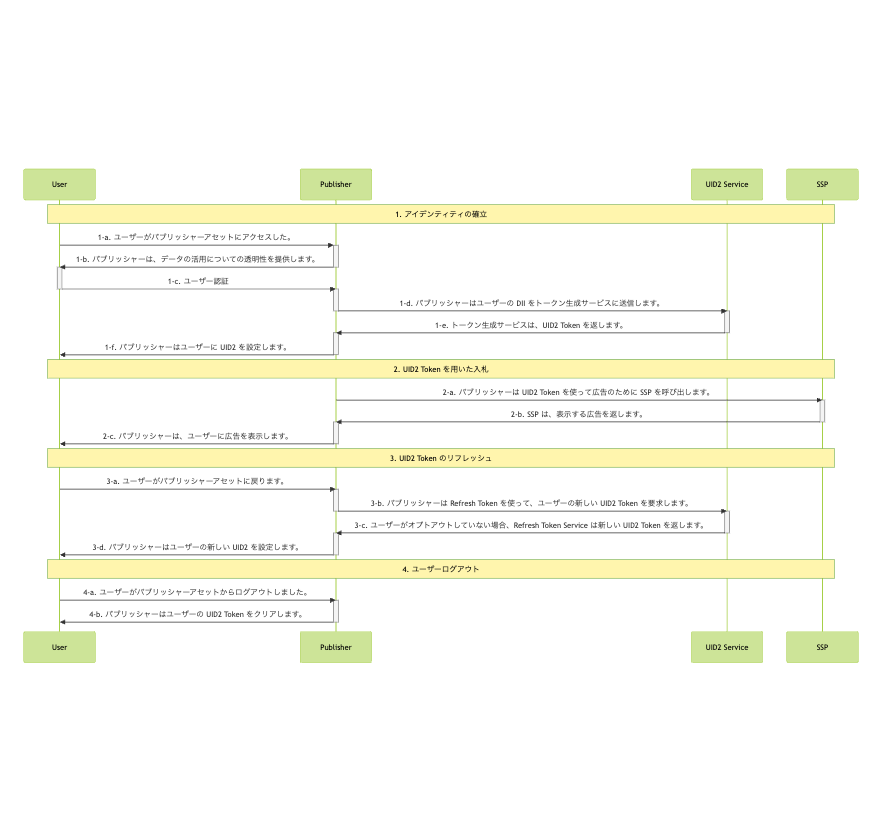 User Publisher UID2 Service SSP
1. アイデンティティの確立
1-a. ユーザーがパブリッシャーアセットにアクセスした。
1-b. パブリッシャーは、データの活用についての透明性を提供します。
1-c. ユーザー認証
1-d. パブリッシャーはユーザーの DII をトークン生成サービスに送信します。
1-e. トークン生成サービスは、UID2 Token を返します。
1-f. パブリッシャーはユーザーに UID2 を設定します。
2. UID2 Token を用いた入札
2-a. パブリッシャーは UID2 Token を使って広告のために SSP を呼び出します。
2-b. SSP は、表示する広告を返します。
2-c. パブリッシャーは、ユーザーに広告を表示します。
3. UID2 Token のリフレッシュ
3-a. ユーザーがパブリッシャーアセットに戻ります。
3-b. パブリッシャーは Refresh Token を使って、ユーザーの新しい UID2 Token を要求します。
3-c. ユーザーがオプトアウトしていない場合、Refresh Token Service は新しい UID2 Token を返します。
3-d. パブリッシャーはユーザーの新しい UID2 を設定します。
4. ユーザーログアウト
4-a. ユーザーがパブリッシャーアセットからログアウトしました。
4-b. パブリッシャーはユーザーの UID2 Token をクリアします。
User Publisher UID2 Service SSP